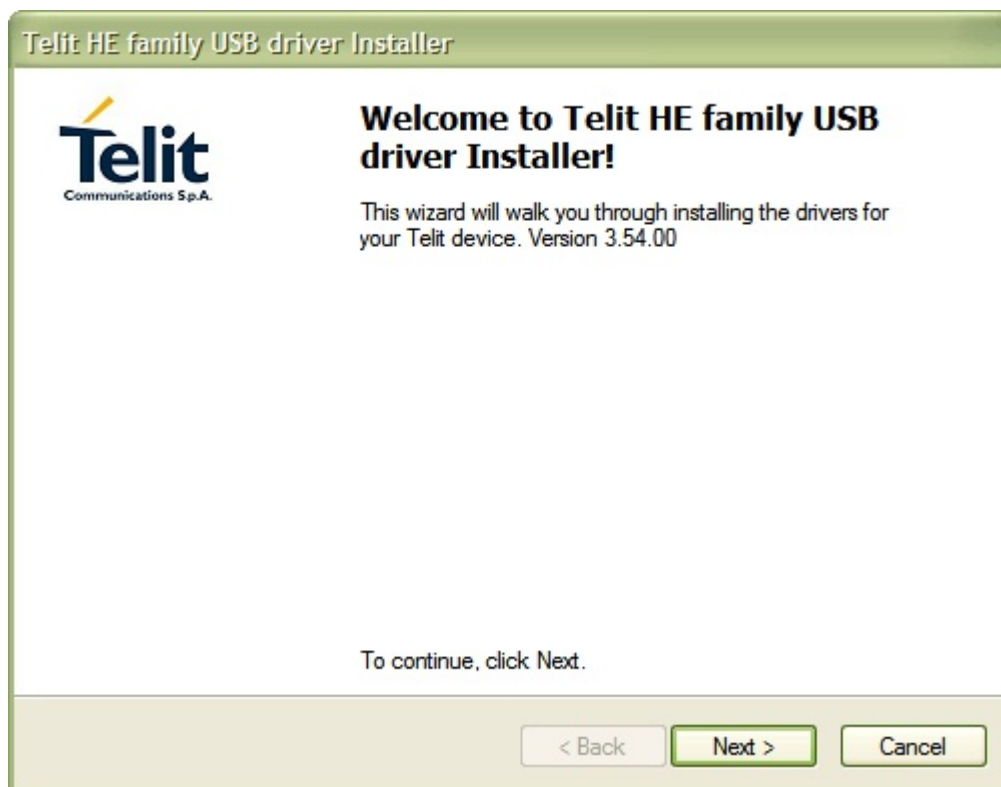 Telit HE family USB driver Installer
Telit
Communications S.p.A.
Welcome to Telit HE family USB
driver Installer!
This wizard will walk you through installing the drivers for
your Telit device. Version 3.54.00
To continue, click Next.
< Back
Next >
Cancel